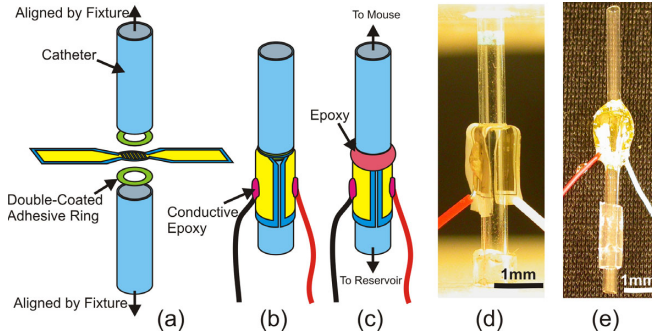 Aligned by Fixture
Catheter
Double-Coated
Adhesive Ring
Aligned by Fixture
(a)
Conductive
Epoxy
(b)
To Mouse
Epoxy
To Reservoir
(c)
1mm
(d)
1mm
(e)